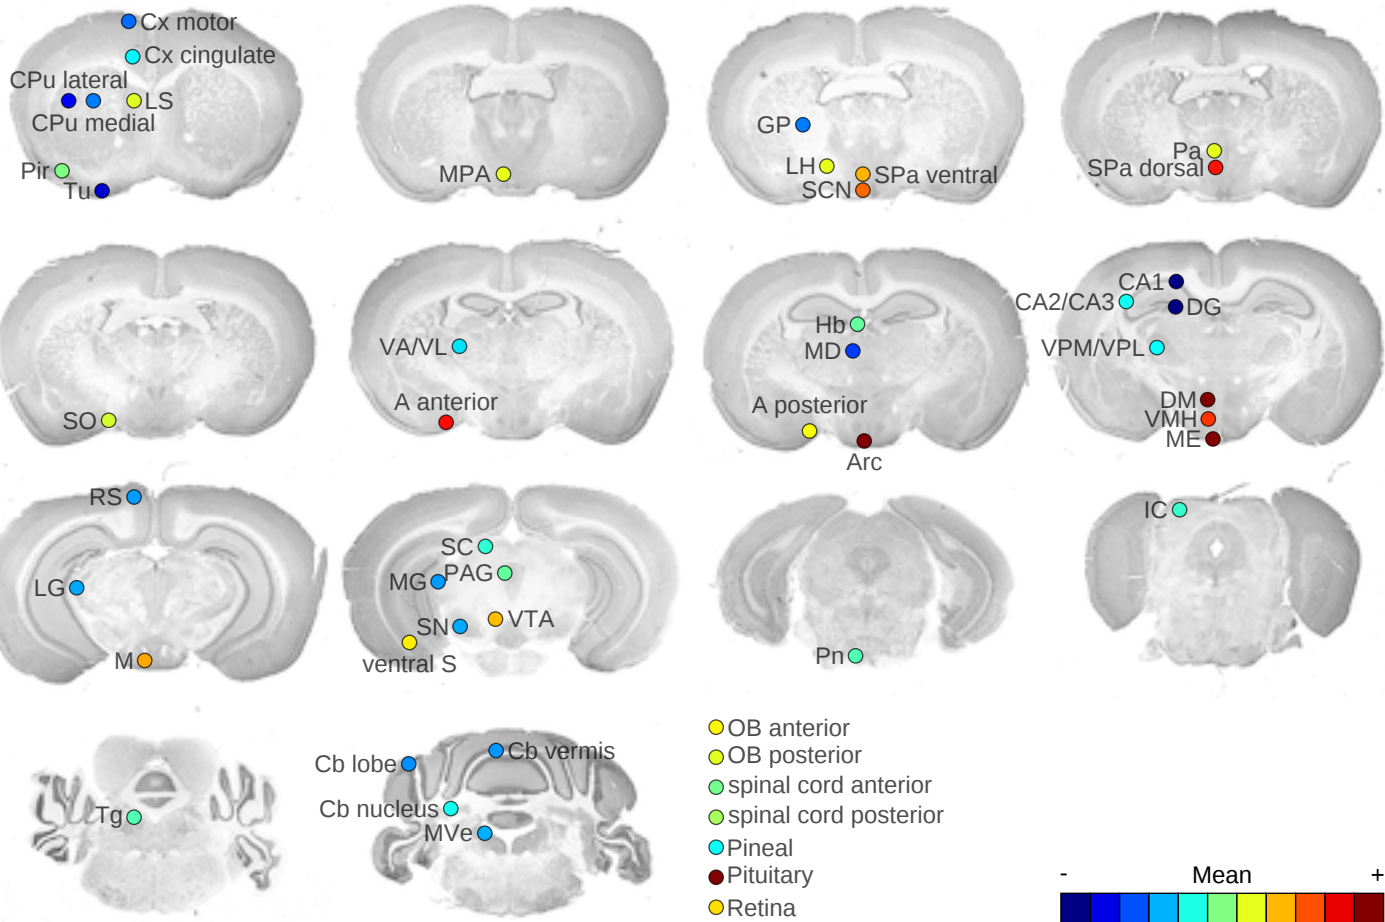 Cx motor
Cx cingulate
CPu lateral
LS
CPu medial
Pir
Tu
MPA
GP
LH
SPa ventral
SCN
Pa
SPa dorsal
SO
VA/VL
A anterior
Hb
MD
A posterior
Arc
CA1
CA2/CA3
DG
VPM/VPL
DM
VMH
ME
RS
LG
M
SC
PAG
MG
VTA
SN
ventral S
Pn
IC
Tg
Cb vermis
Cb lobe
Cb nucleus
MVe
OB anterior
OB posterior
spinal cord anterior
spinal cord posterior
Pineal
Pituitary
Retina
- Mean +